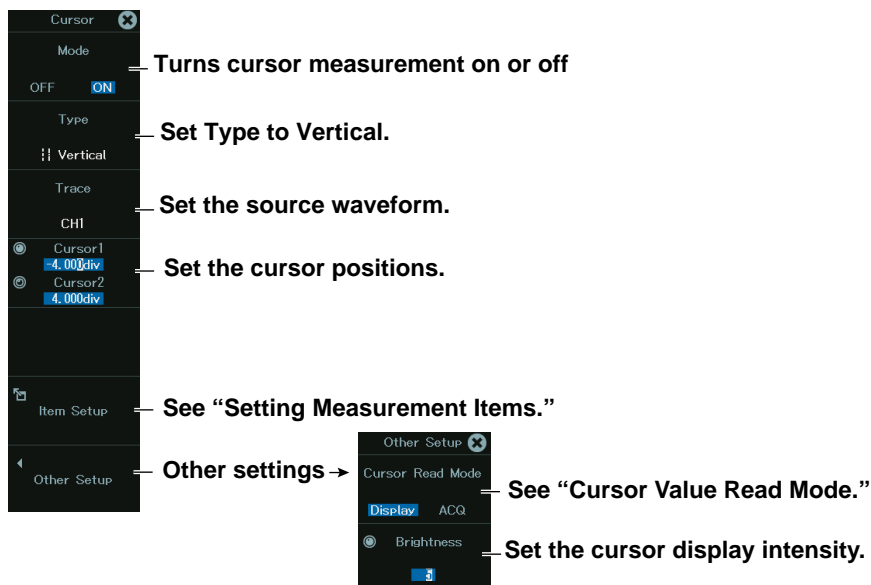 Cursor
Mode
OFF ON
Turns cursor measurement on or off
Type
Vertical
Set Type to Vertical.
Trace
CH1
Set the source waveform.
Cursor1
-4.000div
Cursor2
4.000div
Set the cursor positions.
Item Setup
See “Setting Measurement Items.”
Other Setup
Other settings
Other Setup
Cursor Read Mode
Display ACQ
See “Cursor Value Read Mode.”
Brightness
5
Set the cursor display intensity.